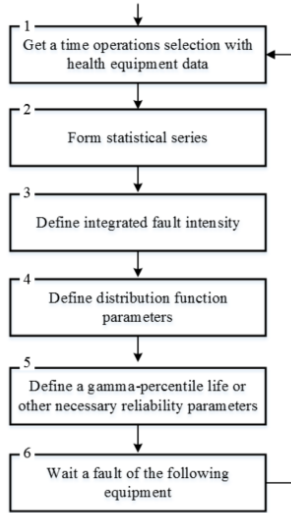 1
Get a time operations selection with
health equipment data
2
Form statistical series
3
Define integrated fault intensity
4
Define distribution function
parameters
5
Define a gamma-percentile life or
other necessary reliability parameters
6
Wait a fault of the following
equipment